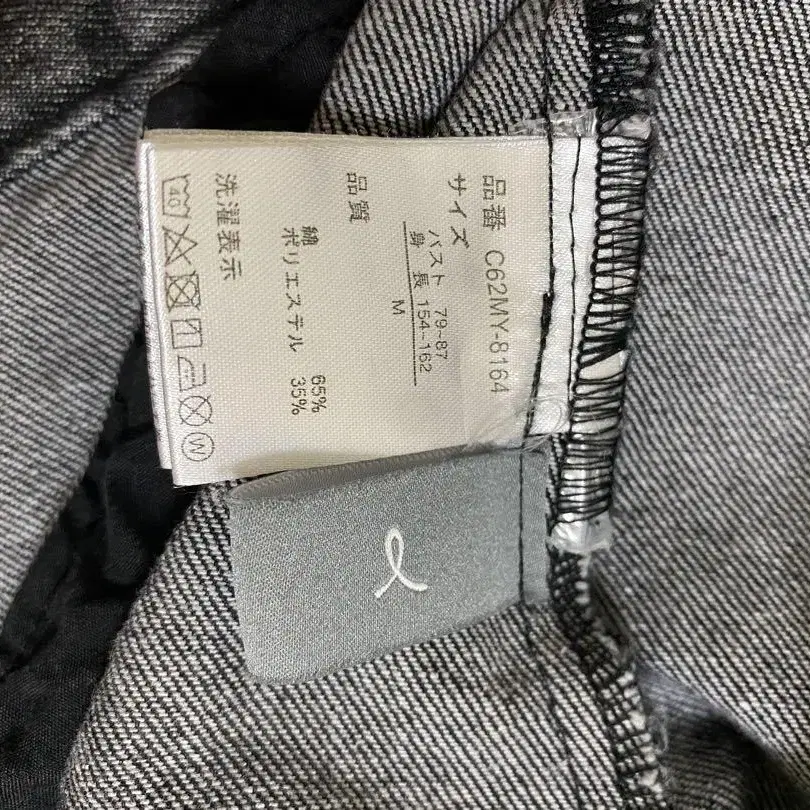 品番 C62MY-8164
サイズ
バスト 79~87
身長 154~162
M
品質
綿 65%
ポリエステル 35%
洗濯表示
40
W